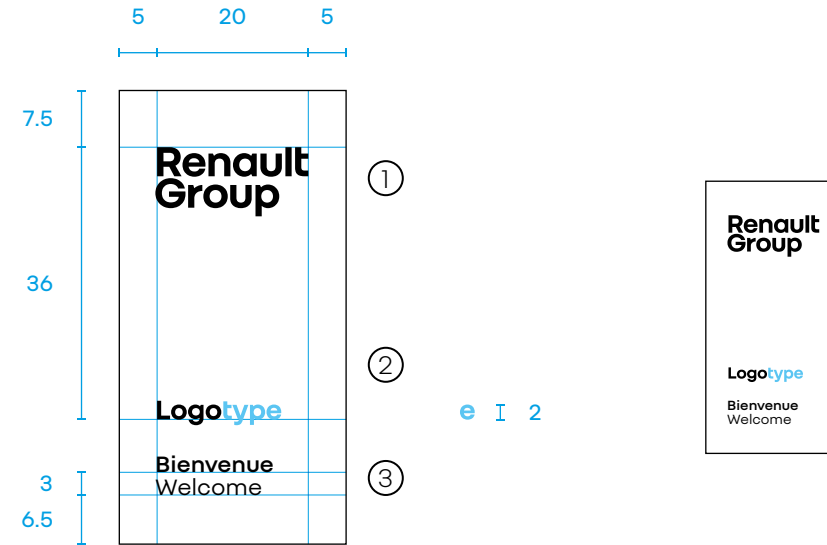 5 20 5
7.5
Renault
Group
1
36
2
Logotype
e 2
Bienvenue
Welcome
3
3
6.5
Renault
Group
Logotype
Bienvenue
Welcome